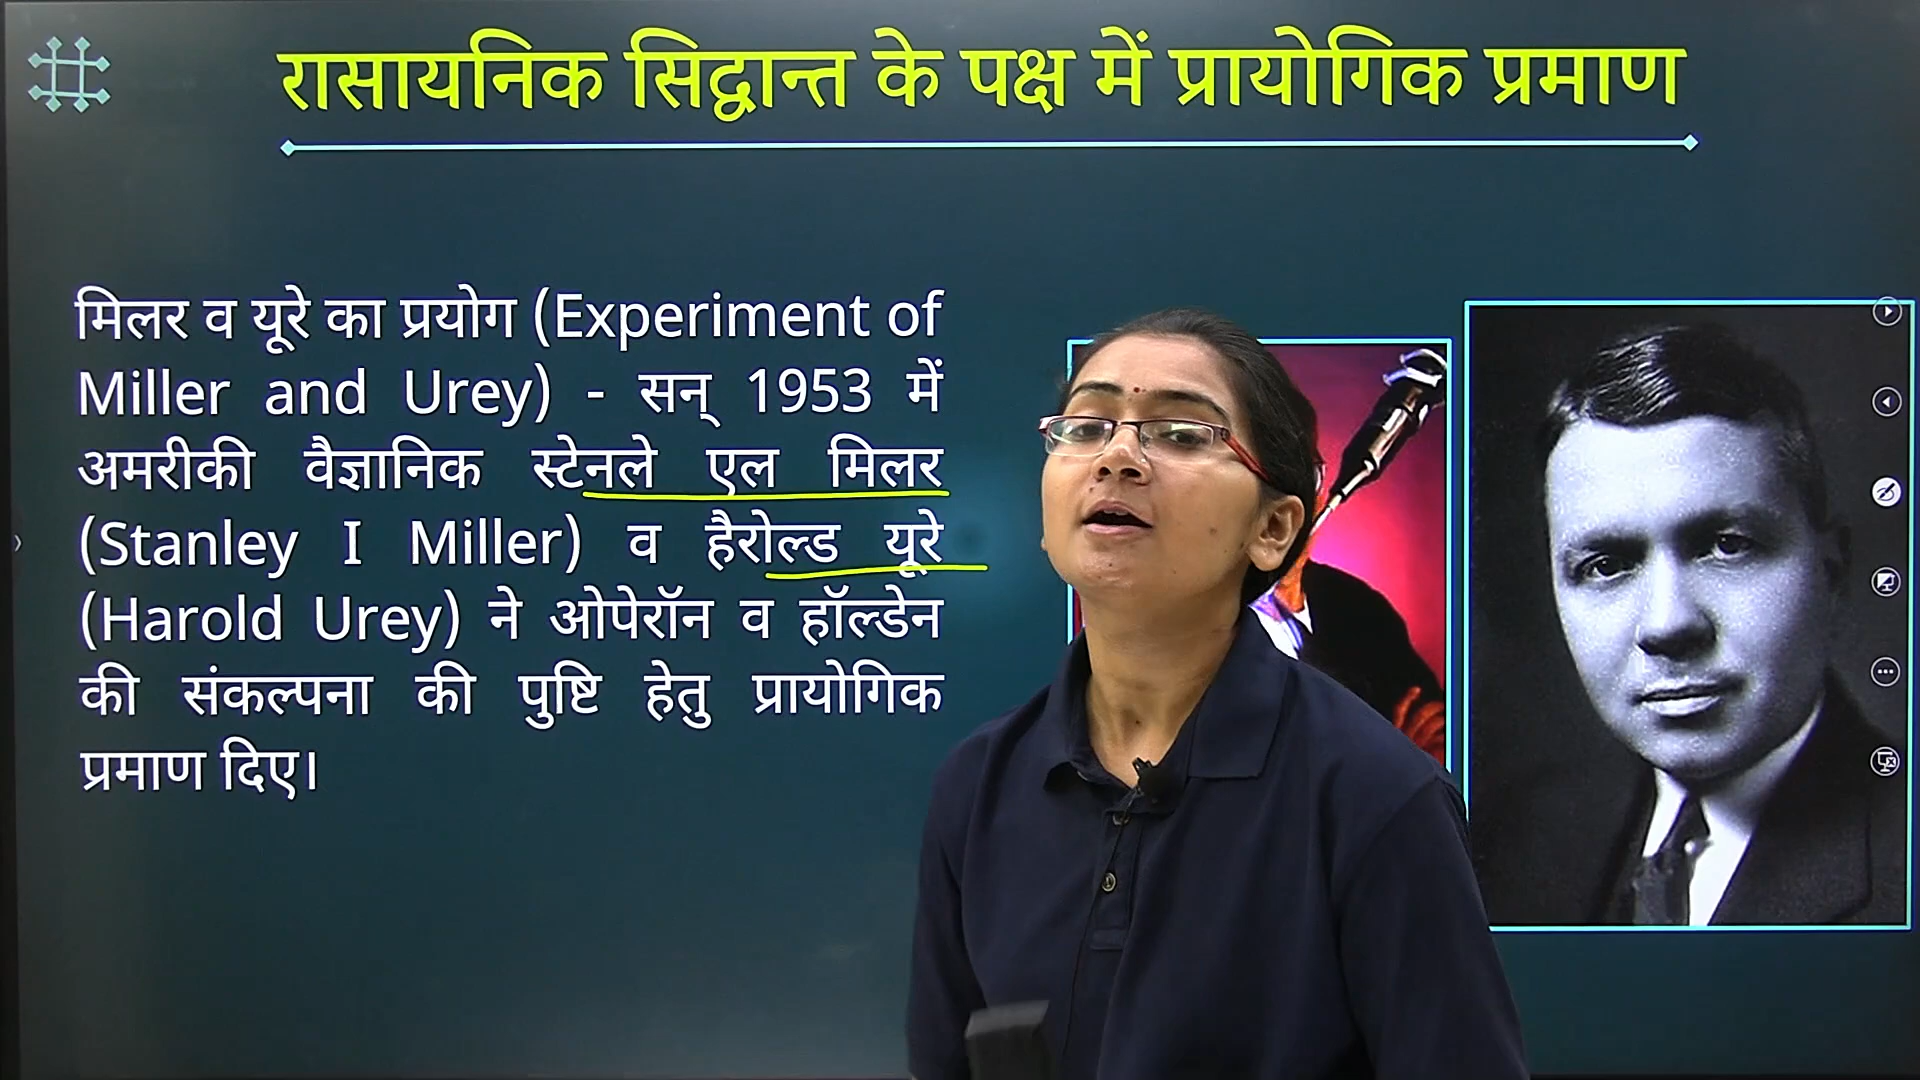 रासायनिक सिद्धान्त के पक्ष में प्रायोगिक प्रमाण
मिलर व यूरे का प्रयोग (Experiment of
Miller and Urey) - सन् 1953 में
अमरीकी वैज्ञानिक स्टेनले एल मिलर
(Stanley I Miller) व हैरोल्ड यूरे
(Harold Urey) ने ओपेरॉन व हॉल्डेन
की संकल्पना की पुष्टि हेतु प्रायोगिक
प्रमाण दिए।